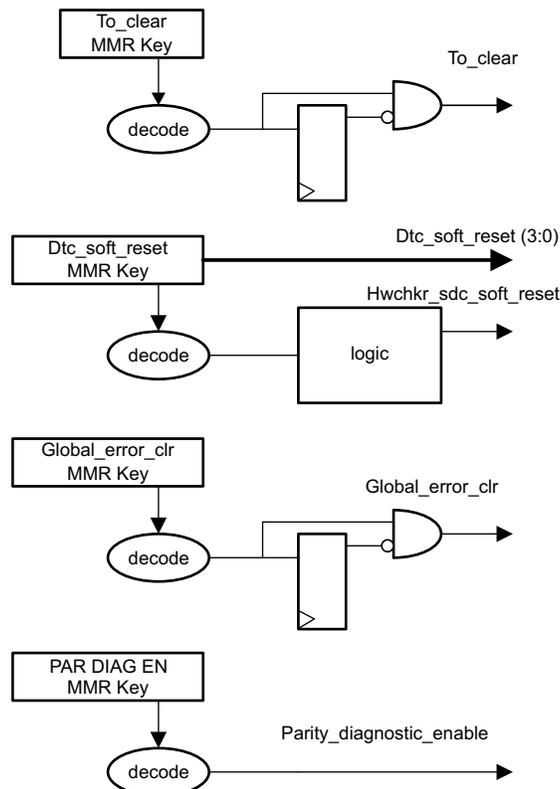 To_clear
MMR Key
To_clear
decode
Dtc_soft_reset
MMR Key
Dtc_soft_reset (3:0)
Hwchkr_sdc_soft_reset
decode
logic
Global_error_clr
MMR Key
Global_error_clr
decode
PAR DIAG EN
MMR Key
Parity_diagnostic_enable
decode